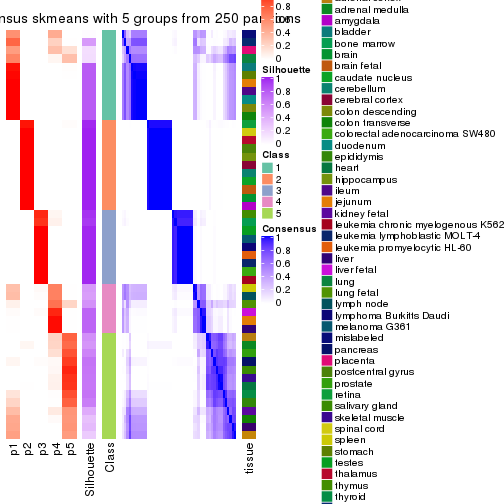 nsus skmeans with 5 groups from 250 par
ons
0.8
0.6
0.4
0.2
0
Silhouette
1
0.8
0.6
0.4
0.2
0
Class
1
2
3
4
5
Consensus
1
0.8
0.6
0.4
0.2
0
p1
p2
p3
p4
p5
Silhouette
Class
tissue
adrenal medulla
amygdala
bladder
bone marrow
brain
brain fetal
caudate nucleus
cerebellum
cerebral cortex
colon descending
colon transverse
colorectal adenocarcinoma SW480
duodenum
epididymis
heart
hippocampus
ileum
jejunum
kidney fetal
leukemia chronic myelogenous K562
leukemia lymphoblastic MOLT-4
leukemia promyelocytic HL-60
liver
liver fetal
lung
lung fetal
lymph node
lymphoma Burkitts Daudi
melanoma G361
mislabeled
pancreas
placenta
postcentral gyrus
prostate
retina
salivary gland
skeletal muscle
spinal cord
spleen
stomach
testes
thalamus
thymus
thyroid